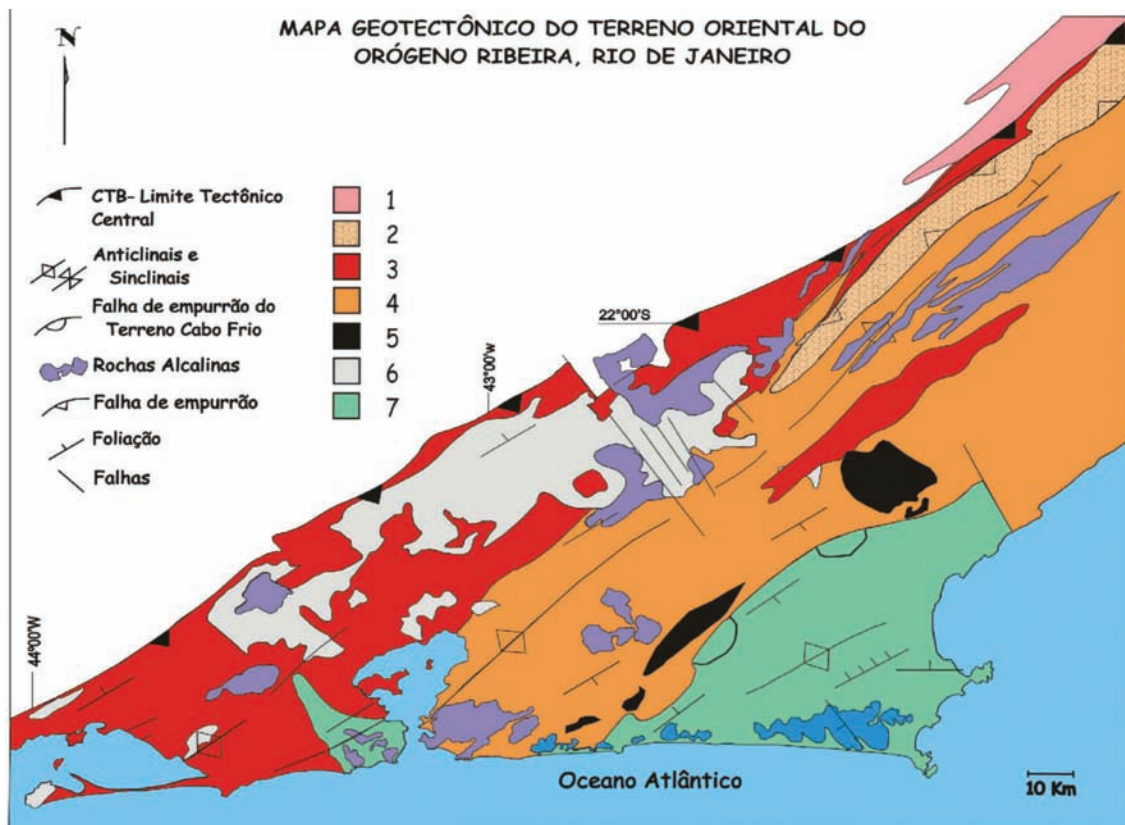 MAPA GEOTECTÔNICO DO TERRENO ORIENTAL DO
ORÓGENO RIBEIRA, RIO DE JANEIRO
N
CTB- Limite Tectônico
Central
Anticlinais e
Sinclinais
Falha de empurrão do
Terreno Cabo Frio
Rochas Alcalinas
Falha de empurrão
Foliação
Falhas
1
2
3
4
5
6
7
22°00'S
43°00'w
44°00'W
Oceano Atlântico
10 Km